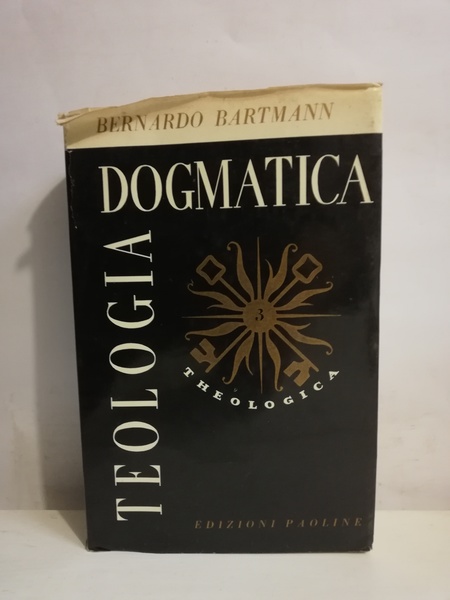 BERNARDO BARTMANN
TEOLOGIA
DOGMATICA
3
THEOLOGICA
EDIZIONI PAOLINE